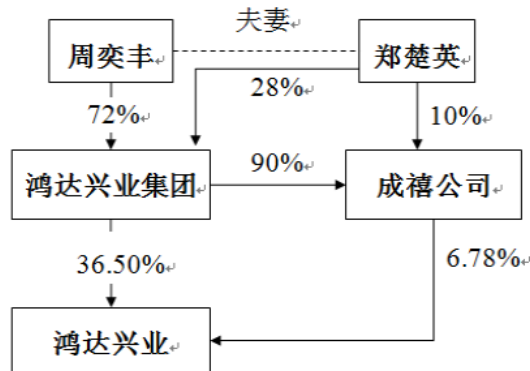 夫妻
周奕丰
郑楚英
28%
72%
10%
鸿达兴业集团
90%
成禧公司
36.50%
6.78%
鸿达兴业